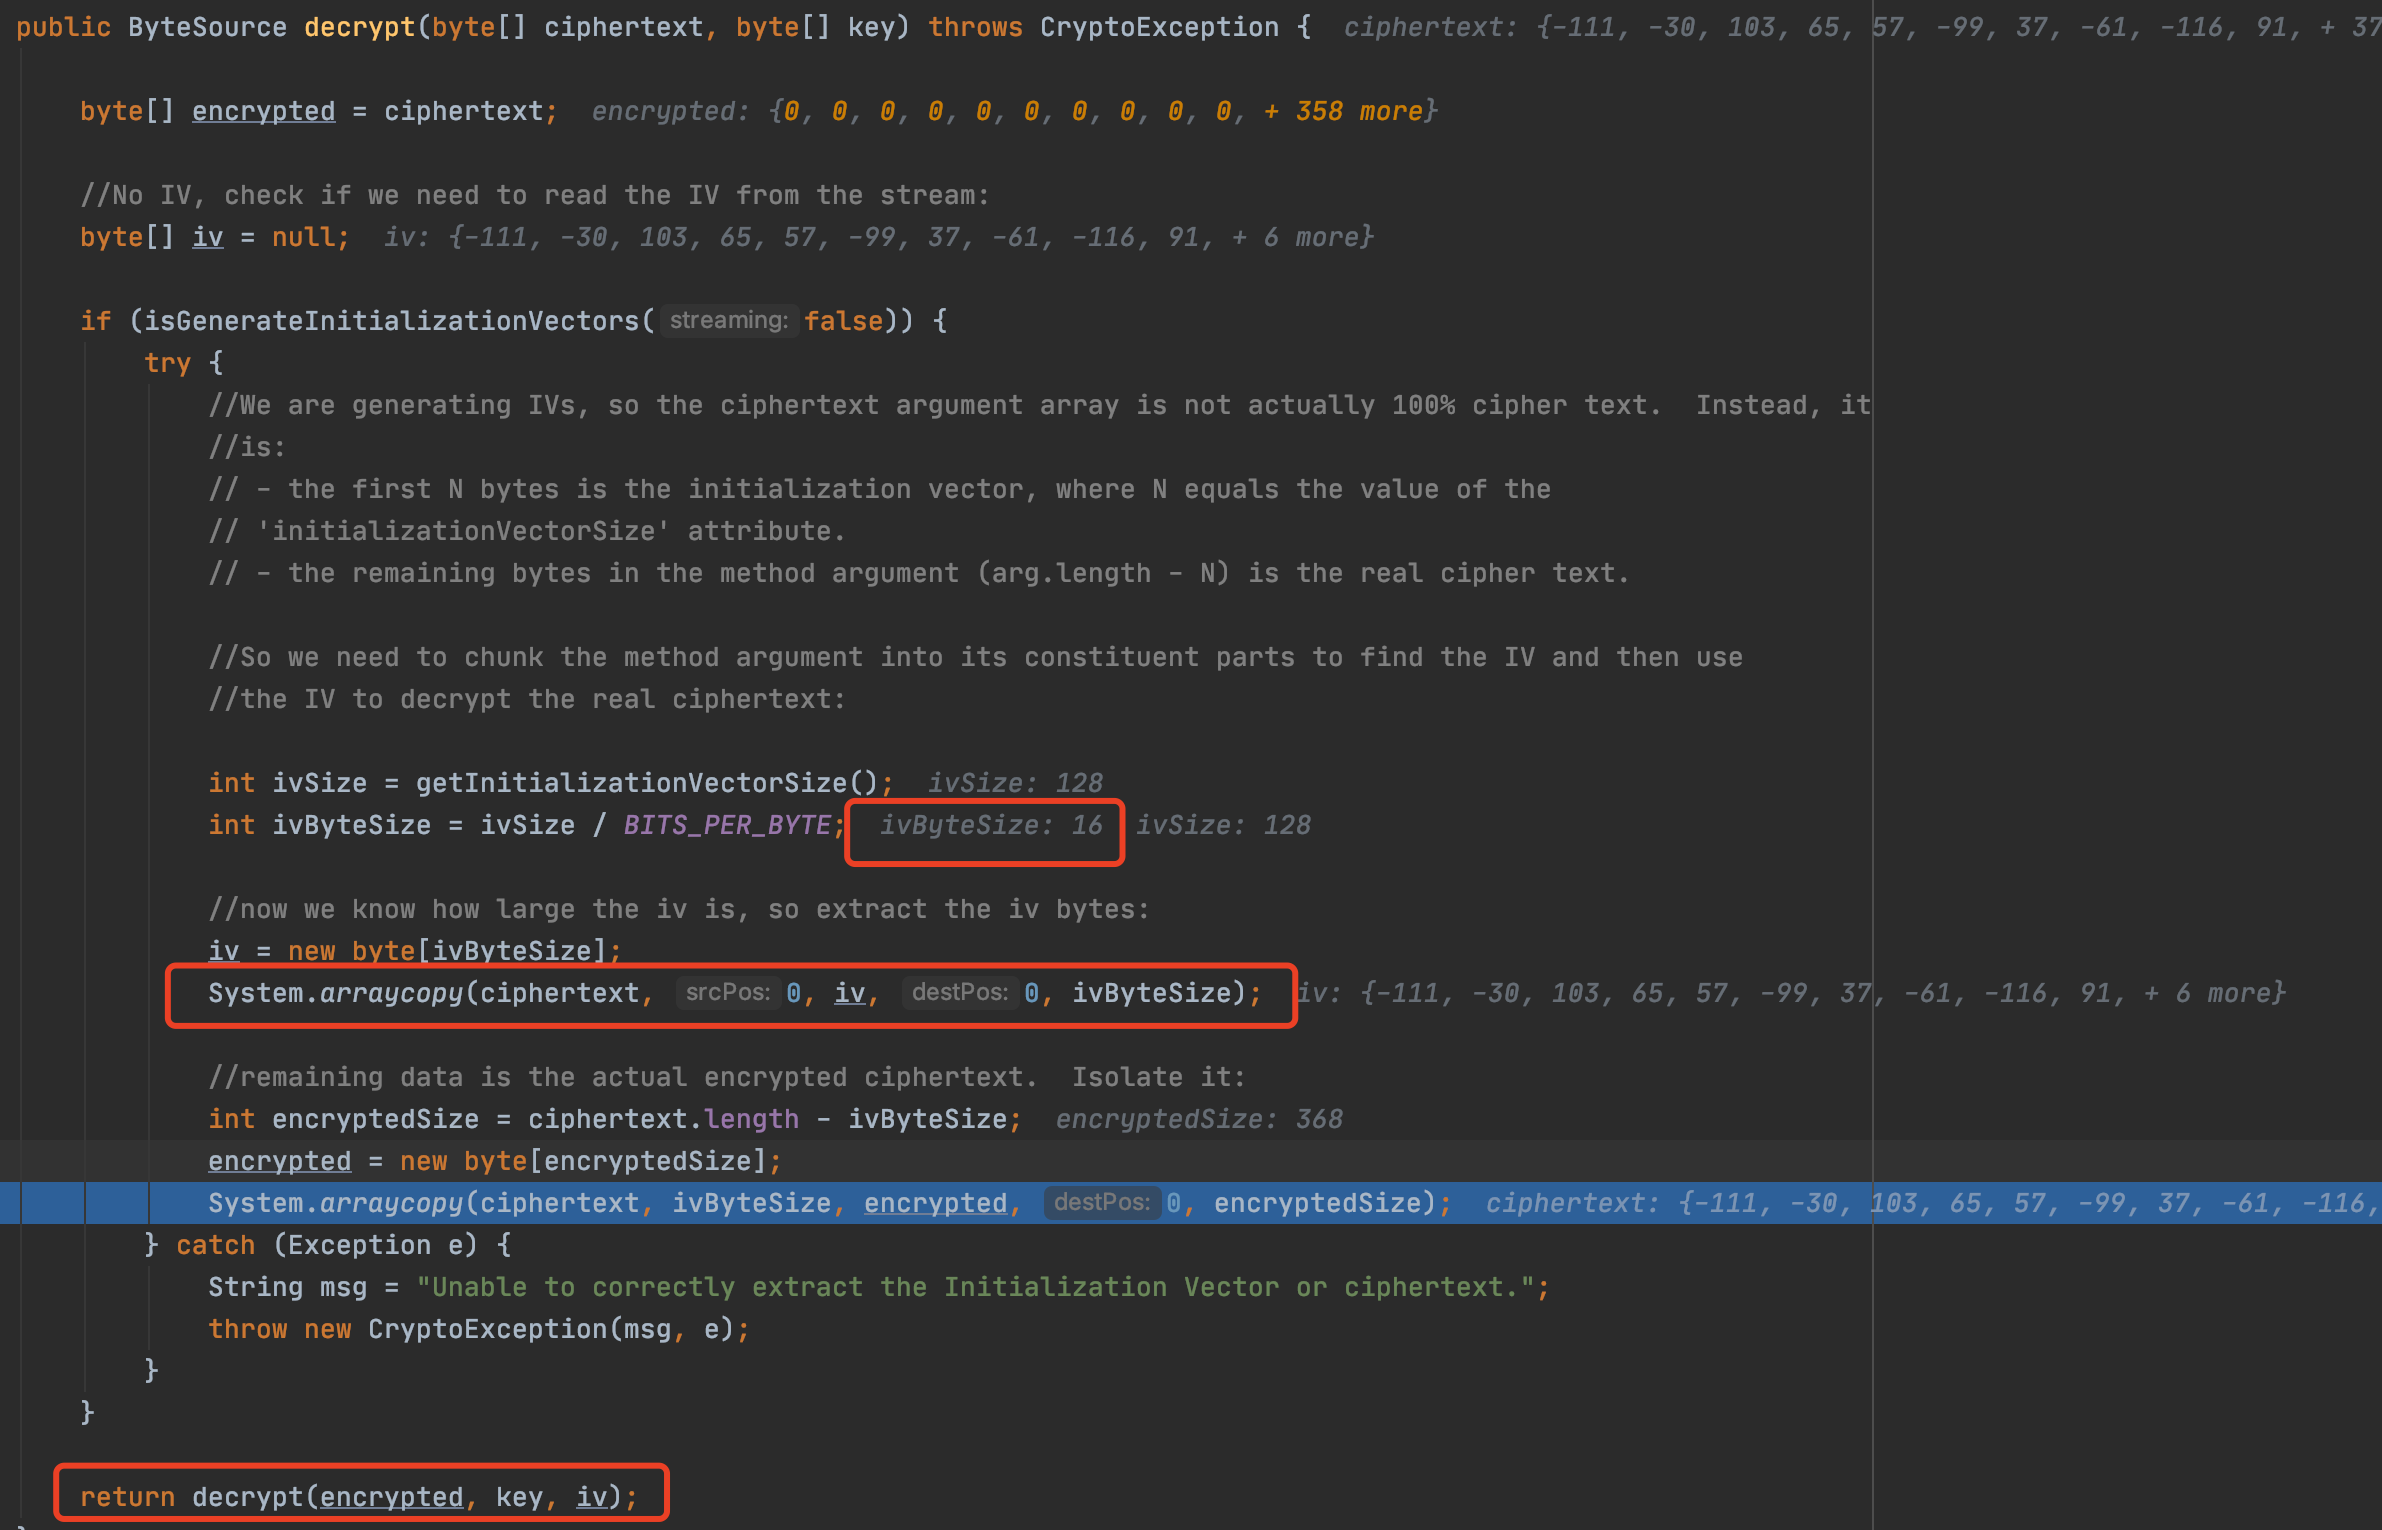 public ByteSource decrypt(byte[] ciphertext, byte[] key) throws CryptoException {  ciphertext: {-111, -30, 103, 65, 57, -99, 37, -61, -116, 91, + 37
byte[] encrypted = ciphertext;  encrypted: {0, 0, 0, 0, 0, 0, 0, 0, 0, 0, + 358 more}
//No IV, check if we need to read the IV from the stream:
byte[] iv = null;  iv: {-111, -30, 103, 65, 57, -99, 37, -61, -116, 91, + 6 more}
if (isGenerateInitializationVectors( streaming: false)) {
try {
//We are generating IVs, so the ciphertext argument array is not actually 100% cipher text.  Instead, it
//is:
// - the first N bytes is the initialization vector, where N equals the value of the
// 'initializationVectorSize' attribute.
// - the remaining bytes in the method argument (arg.length - N) is the real cipher text.
//So we need to chunk the method argument into its constituent parts to find the IV and then use
//the IV to decrypt the real ciphertext:
int ivSize = getInitializationVectorSize();  ivSize: 128
int ivByteSize = ivSize / BITS_PER_BYTE;  ivByteSize: 16  ivSize: 128
//now we know how large the iv is, so extract the iv bytes:
iv = new byte[ivByteSize];
System.arraycopy(ciphertext, srcPos: 0, iv, destPos: 0, ivByteSize);  iv: {-111, -30, 103, 65, 57, -99, 37, -61, -116, 91, + 6 more}
//remaining data is the actual encrypted ciphertext.  Isolate it:
int encryptedSize = ciphertext.length - ivByteSize;  encryptedSize: 368
encrypted = new byte[encryptedSize];
System.arraycopy(ciphertext, ivByteSize, encrypted, destPos: 0, encryptedSize);  ciphertext: {-111, -30, 103, 65, 57, -99, 37, -61, -116,
} catch (Exception e) {
String msg = "Unable to correctly extract the Initialization Vector or ciphertext.";
throw new CryptoException(msg, e);
}
}
return decrypt(encrypted, key, iv);